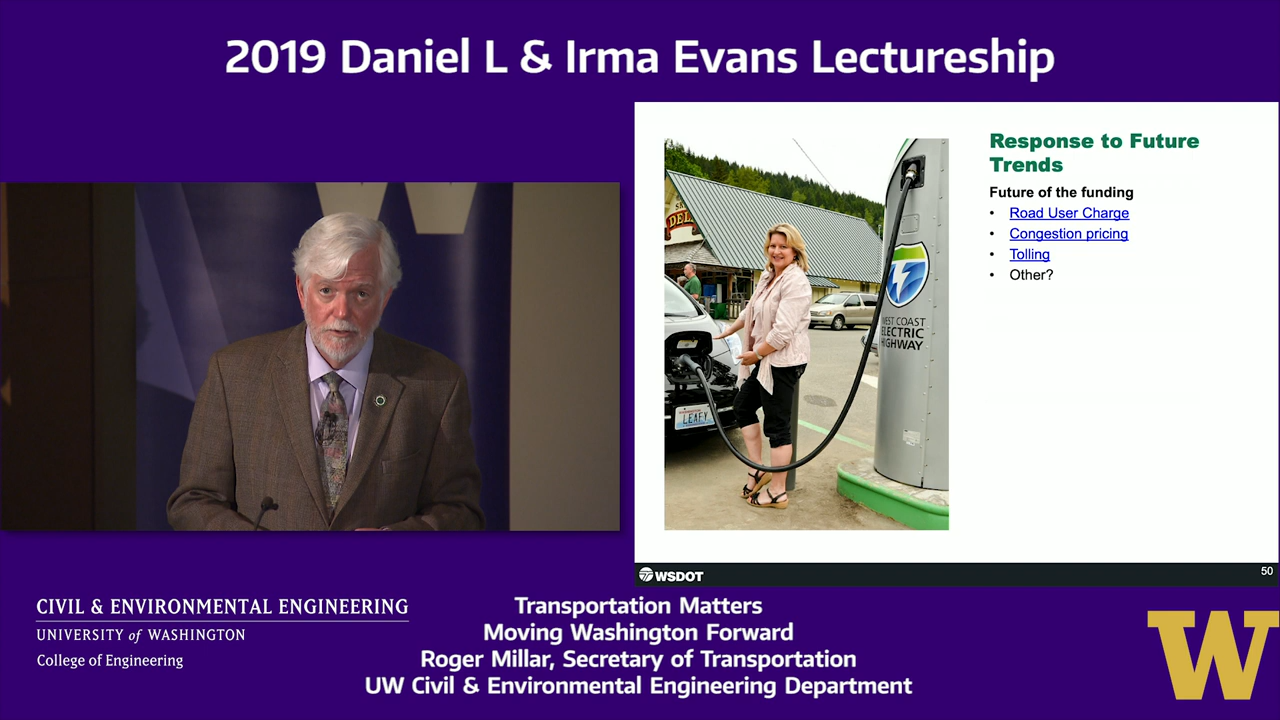 2019 Daniel L & Irma Evans Lectureship
Response to Future
Trends
Future of the funding
• Road User Charge
• Congestion pricing
• Tolling
• Other?
DELI
WEST COAST
ELECTRIC
HIGHWAY
LEAFY
WSDOT
50
W
CIVIL & ENVIRONMENTAL ENGINEERING
UNIVERSITY of WASHINGTON
College of Engineering
Transportation Matters
Moving Washington Forward
Roger Millar, Secretary of Transportation
UW Civil & Environmental Engineering Department
W